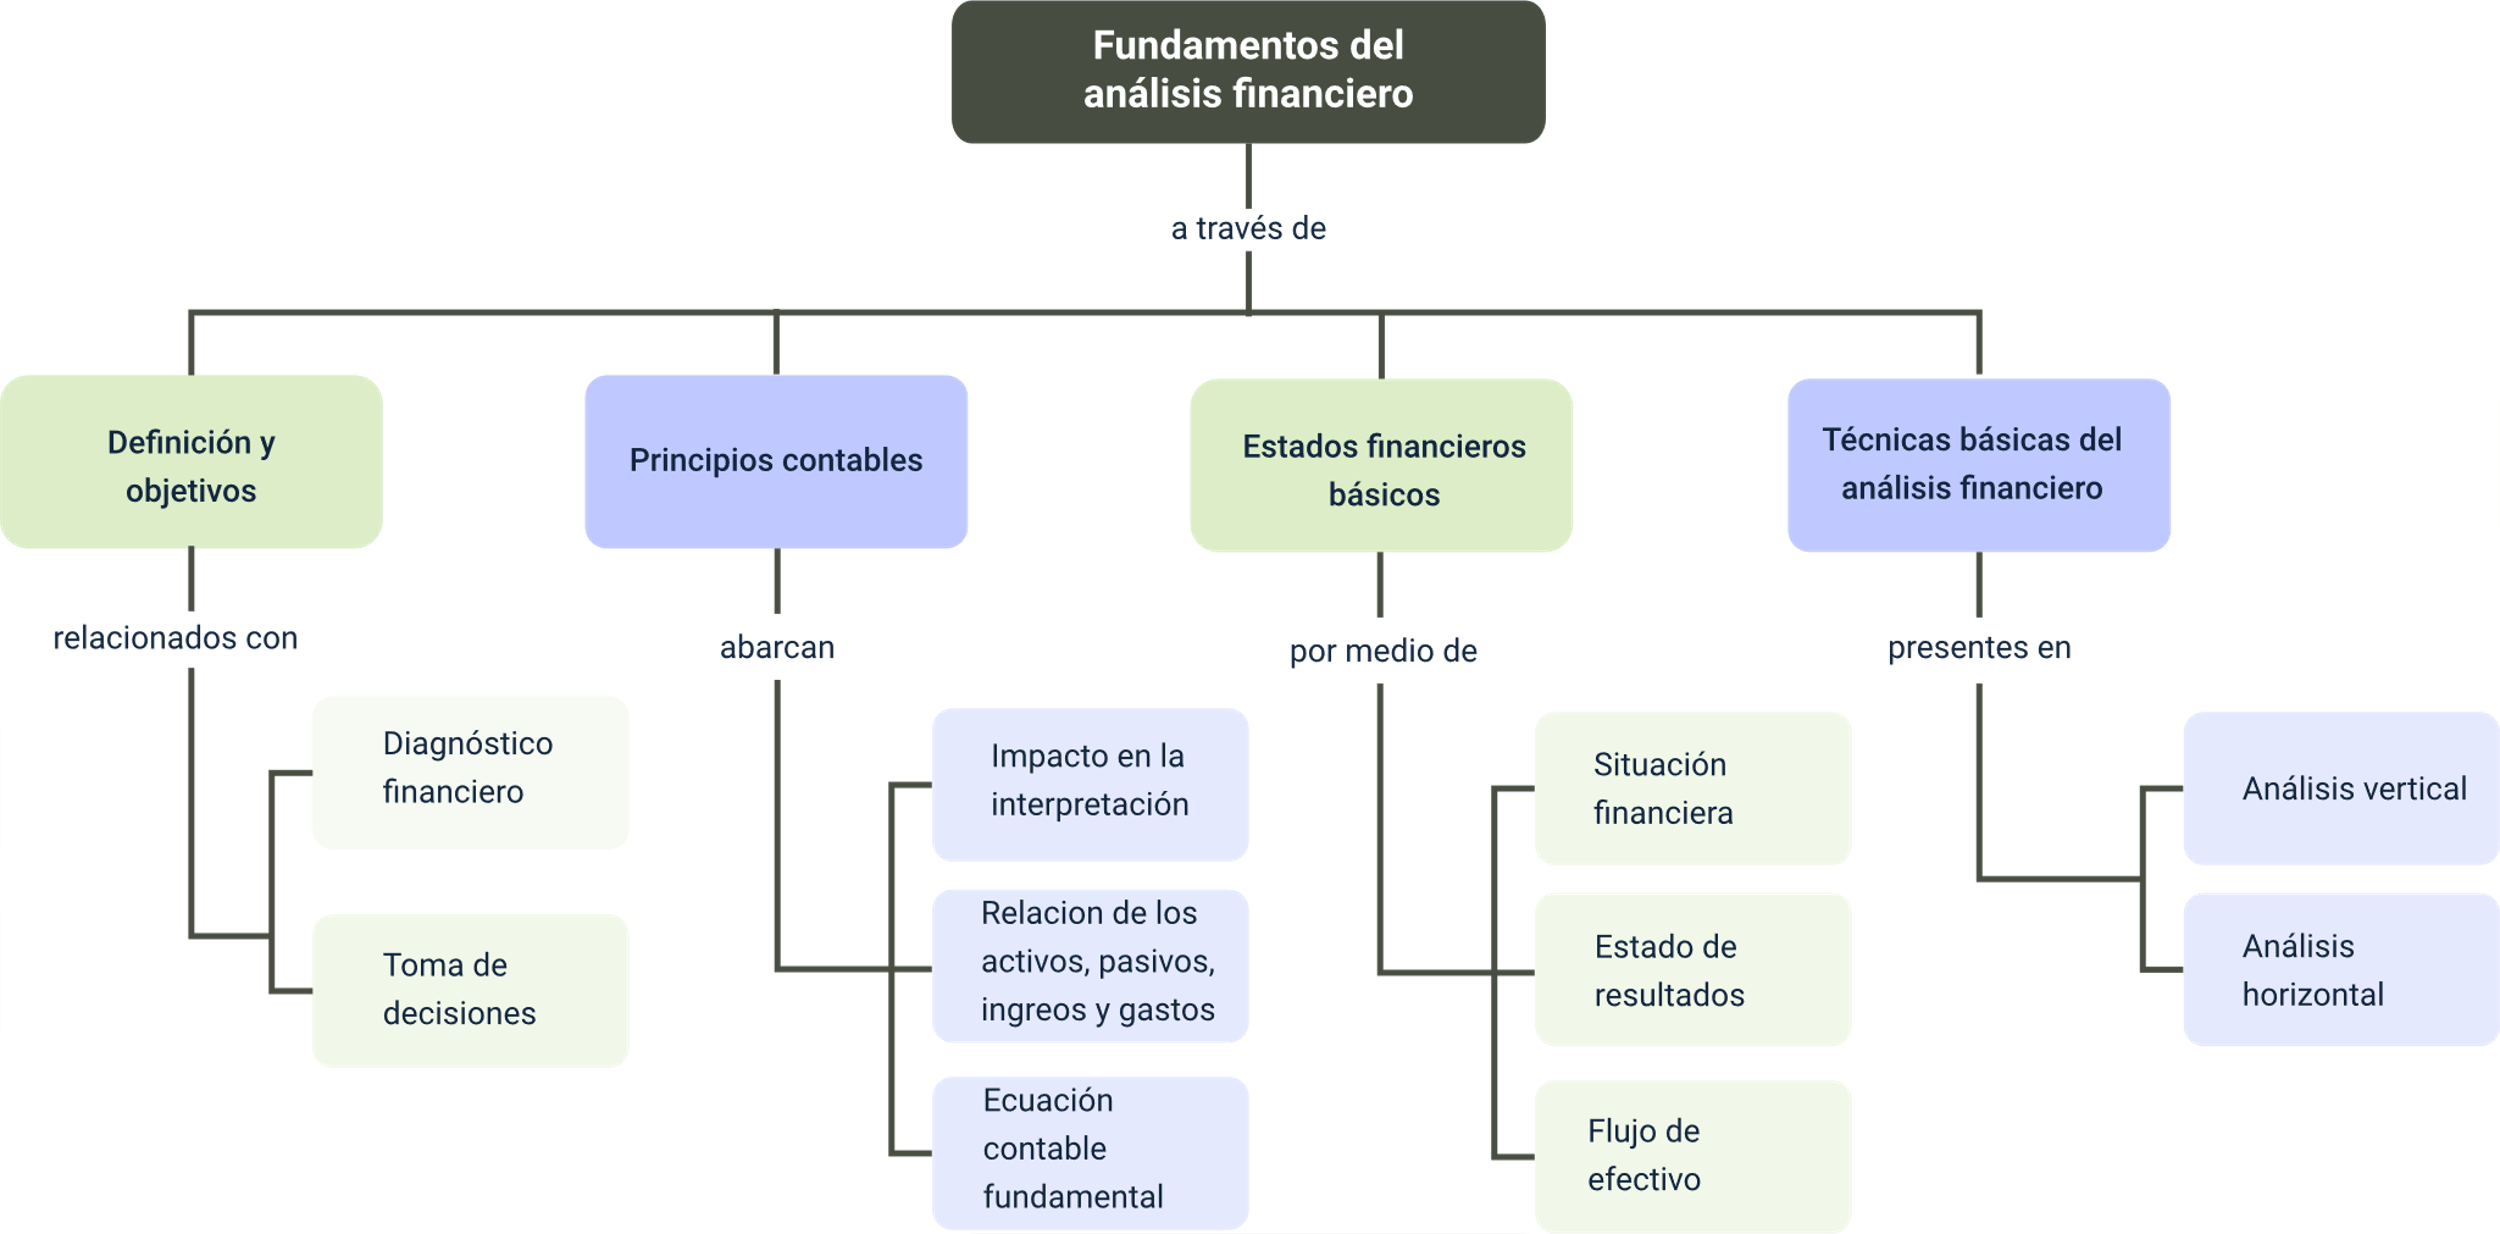 Fundamentos del
análisis financiero
a través de
Definición y
objetivos
Principios contables
Estados financieros
básicos
Técnicas básicas del
análisis financiero
relacionados con
abarcan
por medio de
presentes en
Diagnóstico
financiero
Toma de
decisiones
Impacto en la
interpretación
Relacion de los
activos, pasivos,
ingreos y gastos
Ecuación
contable
fundamental
Situación
financiera
Estado de
resultados
Flujo de
efectivo
Análisis vertical
Análisis
horizontal